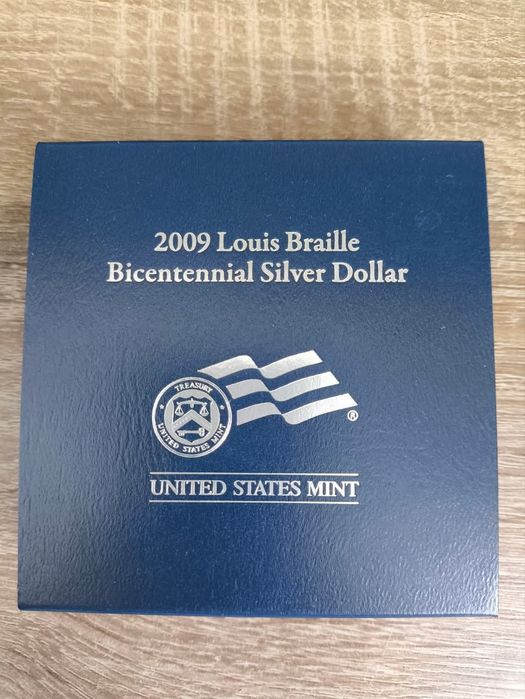 2009 Louis Braille
Bicentennial Silver Dollar
TREASURY
UNITED STATES MINT
®
UNITED STATES MINT